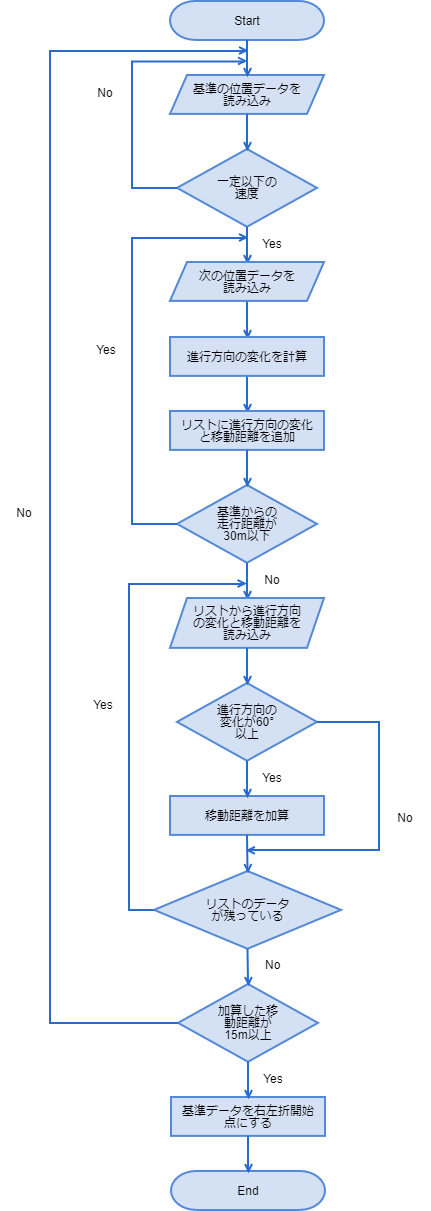 Start
基準の位置データを
読み込み
No
一定以下の
速度
Yes
次の位置データを
読み込み
Yes
進行方向の変化を計算
リストに進行方向の変化
と移動距離を追加
No
基準からの
走行距離が
30m以下
No
リストから進行方向
の変化と移動距離を
読み込み
Yes
進行方向の
変化が60°
以上
Yes
移動距離を加算
No
リストのデータ
が残っている
No
加算した移
動距離が
15m以上
Yes
基準データを右左折開始
点にする
End